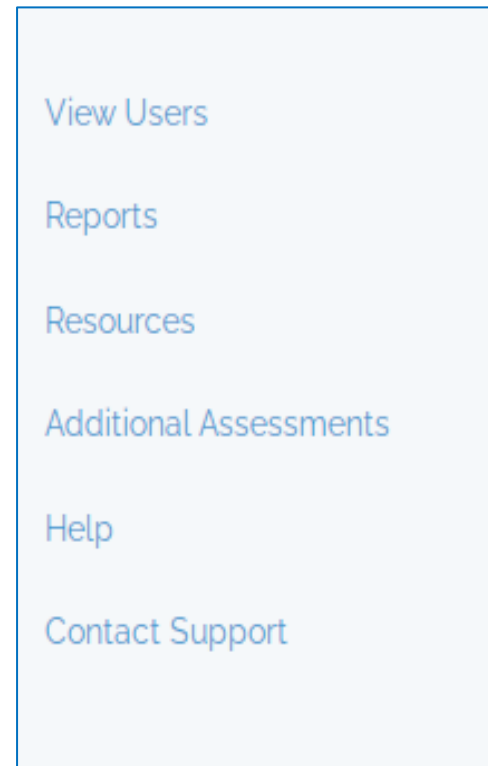 View Users
Reports
Resources
Additional Assessments
Help
Contact Support